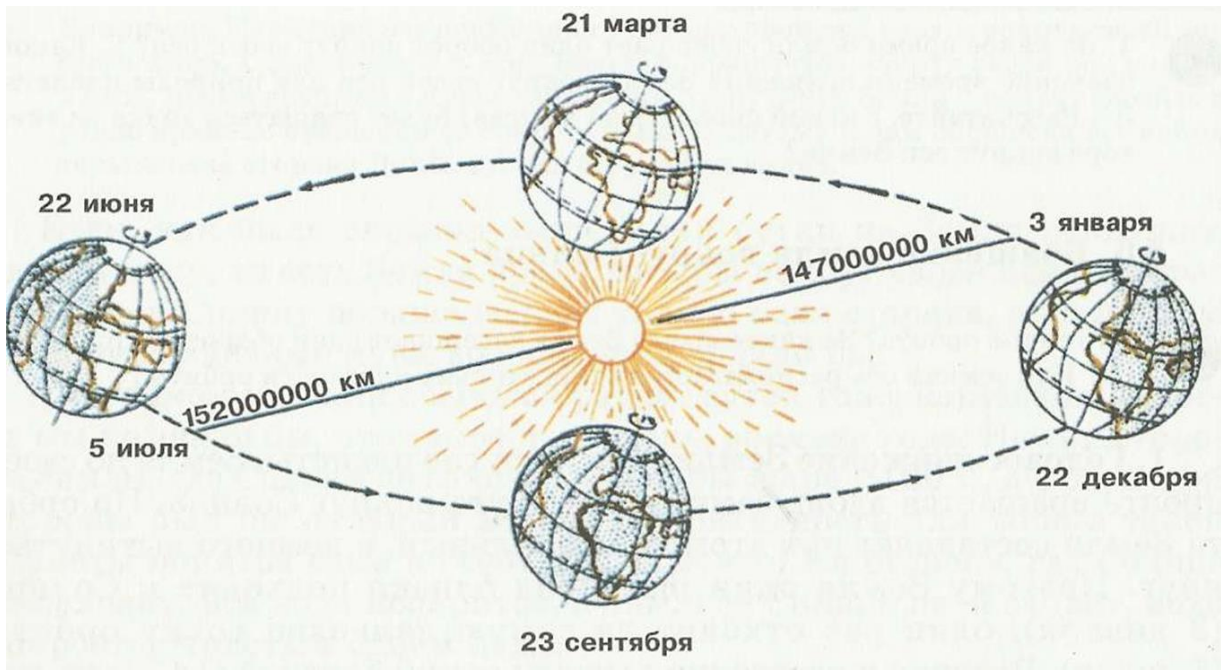 21 марта
22 июня
3 января
147000000 км
152000000 км
5 июля
22 декабря
23 сентября